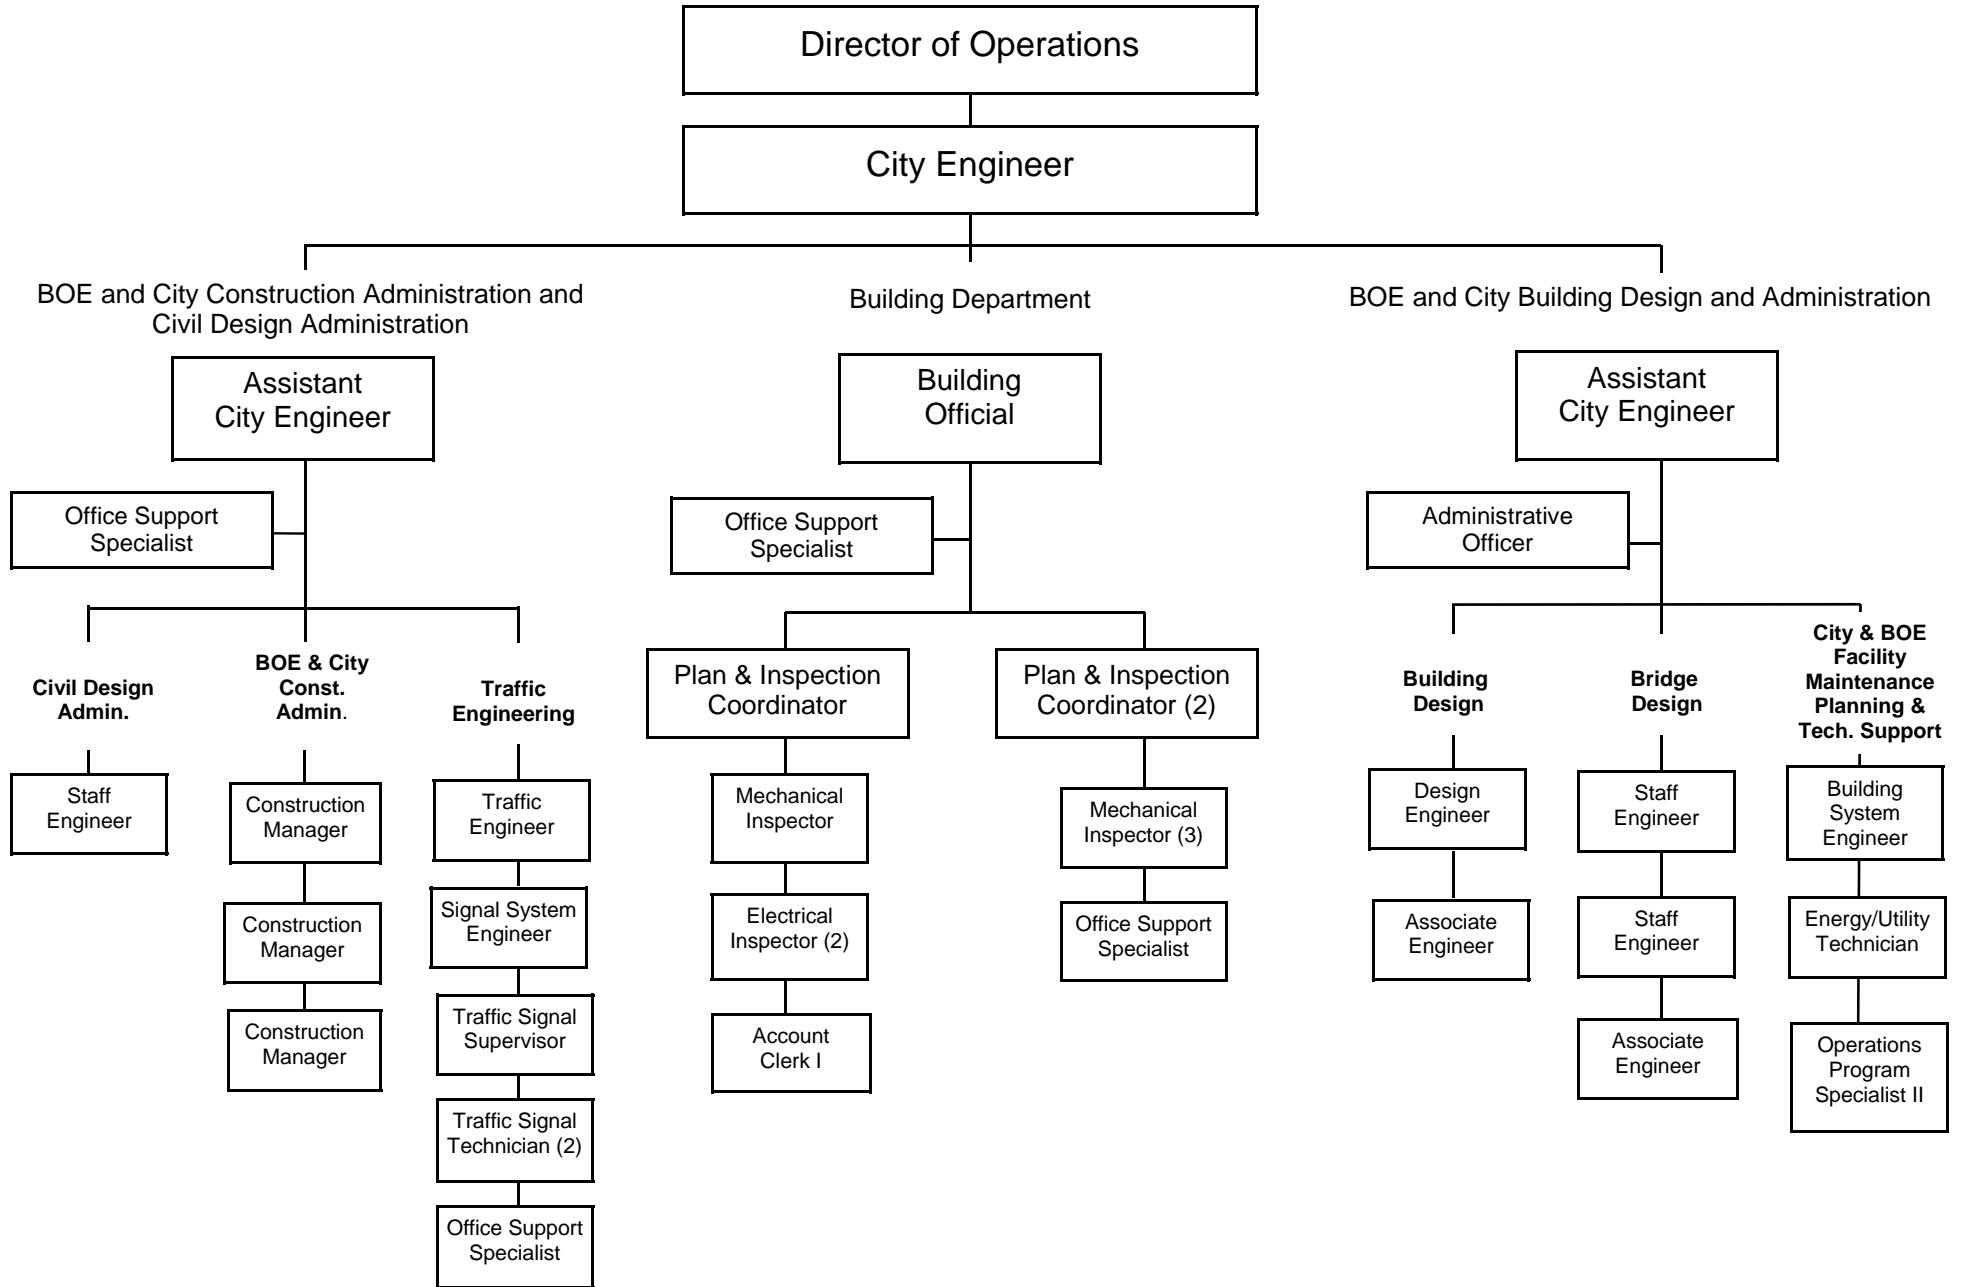 Director of Operations
City Engineer
BOE and City Construction Administration and
Civil Design Administration
Building Department
BOE and City Building Design and Administration
Assistant
City Engineer
Building
Official
Assistant
City Engineer
Office Support
Specialist
Office Support
Specialist
Administrative
Officer
Civil Design
Admin.
BOE & City
Const.
Admin.
Traffic
Engineering
Plan & Inspection
Coordinator
Plan & Inspection
Coordinator (2)
Building
Design
Bridge
Design
City & BOE
Facility
Maintenance
Planning &
Tech. Support
Staff
Engineer
Construction
Manager
Traffic
Engineer
Mechanical
Inspector
Mechanical
Inspector (3)
Design
Engineer
Staff
Engineer
Building
System
Engineer
Construction
Manager
Signal System
Engineer
Electrical
Inspector (2)
Office Support
Specialist
Associate
Engineer
Staff
Engineer
Energy/Utility
Technician
Construction
Manager
Traffic Signal
Supervisor
Account
Clerk I
Associate
Engineer
Operations
Program
Specialist II
Traffic Signal
Technician (2)
Office Support
Specialist